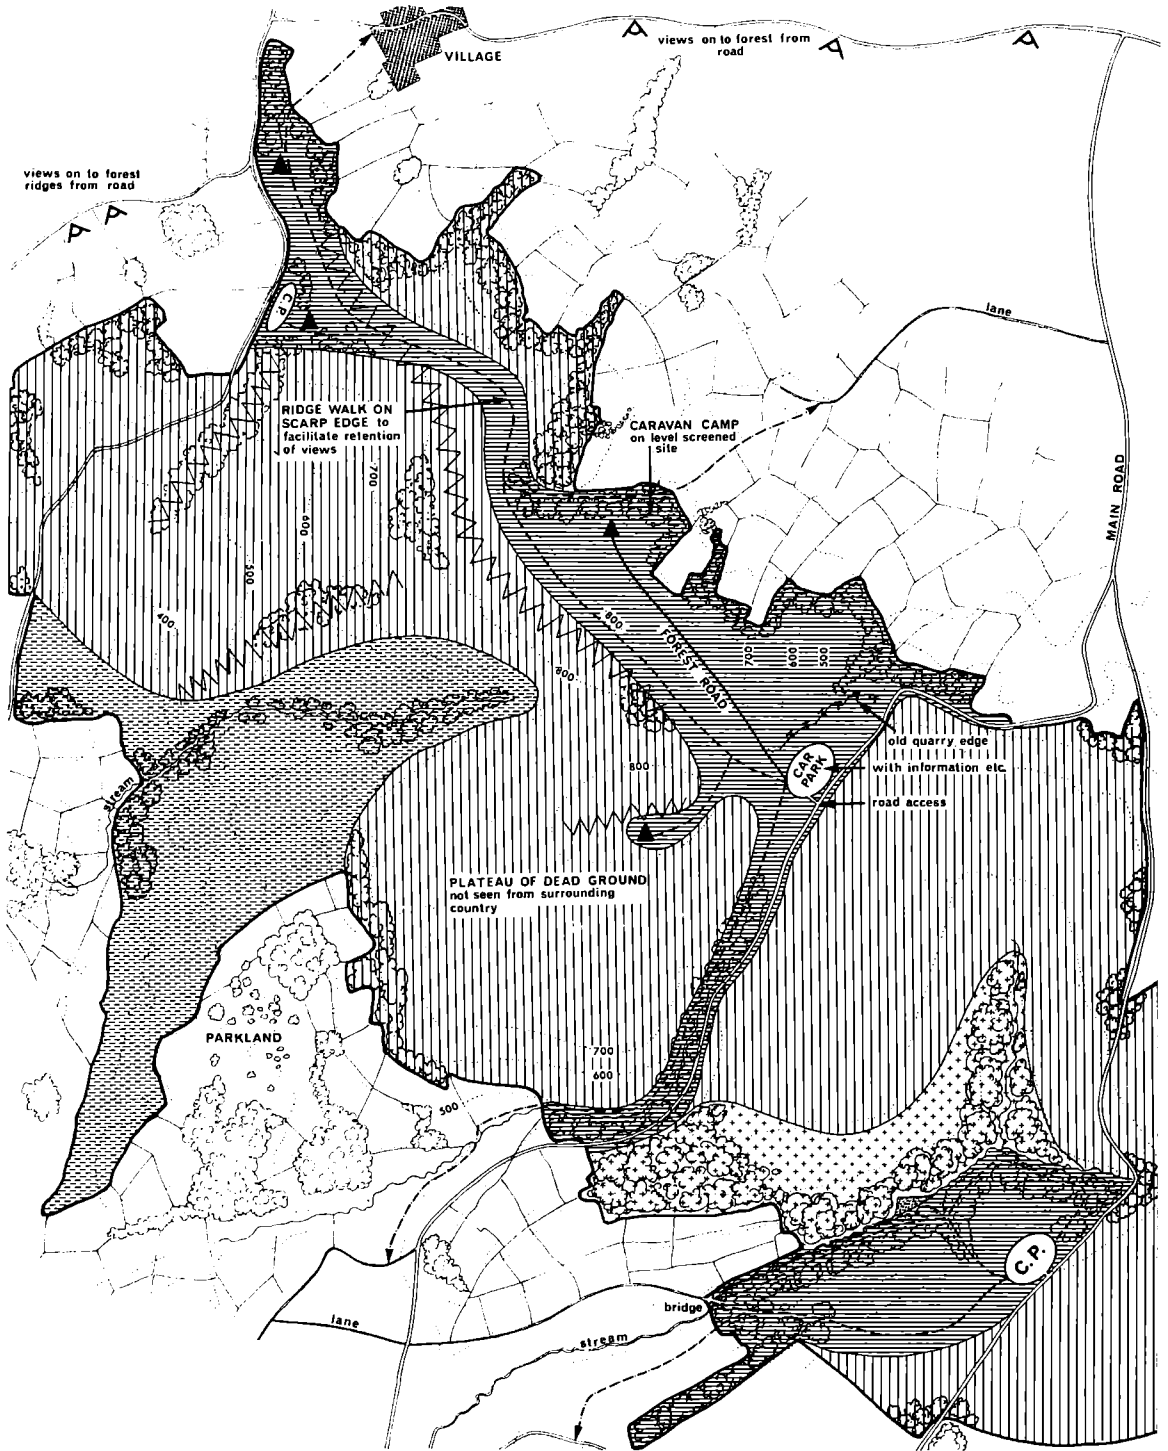 VILLAGE
views on to forest from
road
views on to forest
ridges from road
C.P.
lane
RIDGE WALK ON
SCARP EDGE to
facilitate retention
of views
CARAVAN CAMP
on level screened
site
MAIN ROAD
700
600
500
400
800
FOREST ROAD
700
600
500
800
old quarry edge
CAR
PARK
with information etc.
800
stream
road access
PLATEAU OF DEAD GROUND
not seen from surrounding
country
PARKLAND
700
600
500
C.P.
bridge
lane
stream